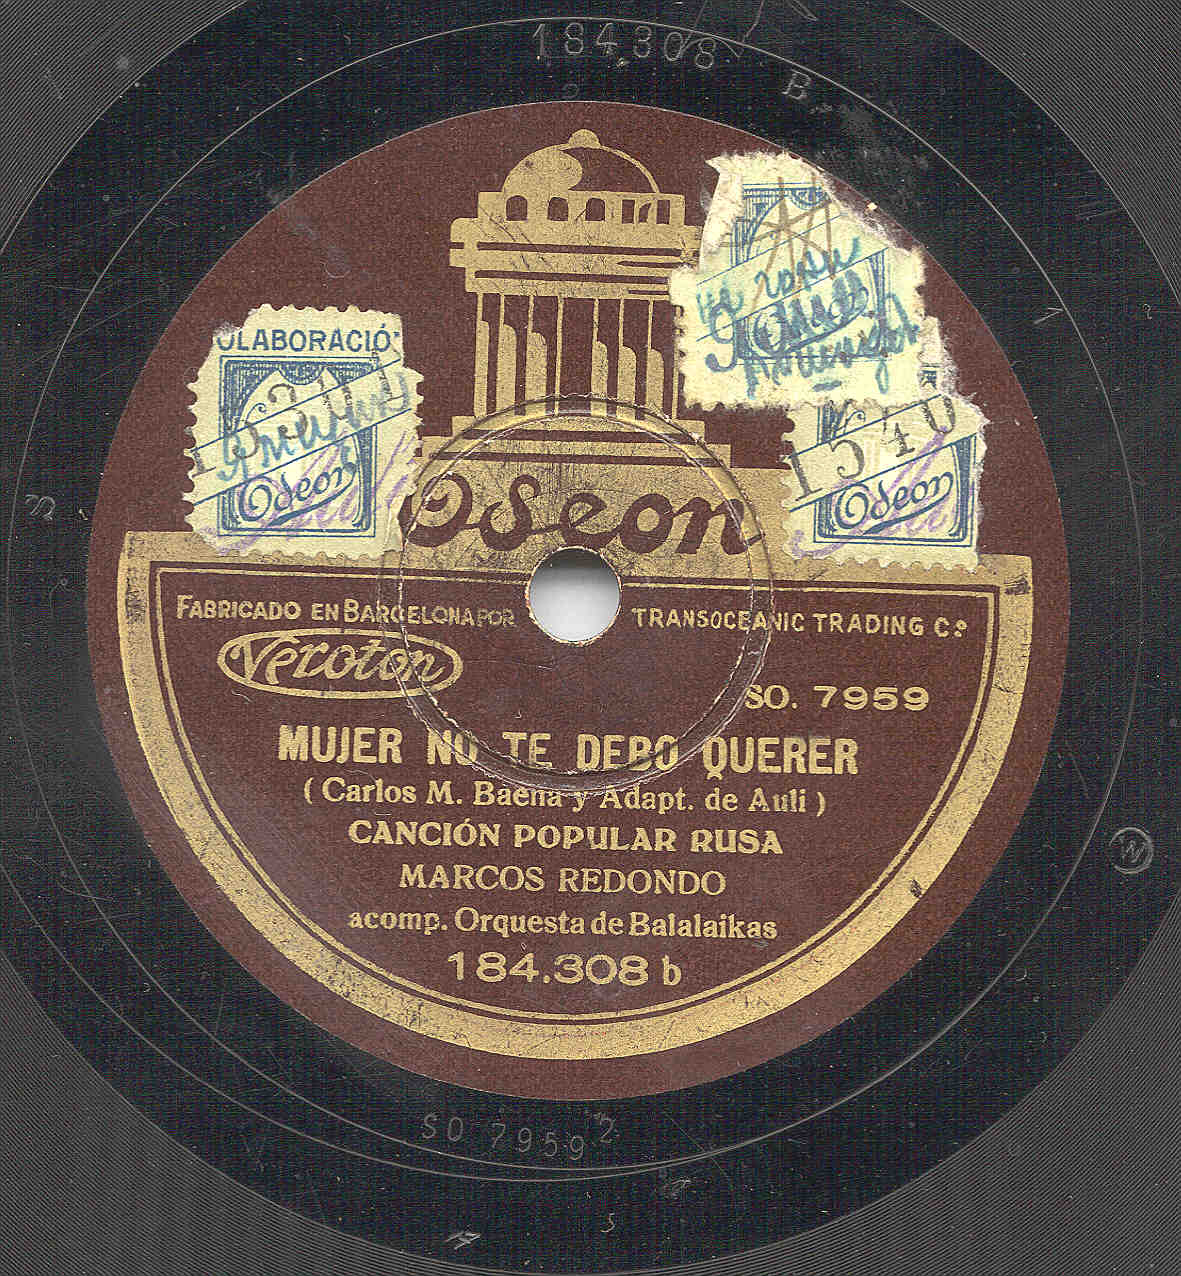 184308
B
OLABORACIÓ
Odeon
1540
Odeon
Odeon
FABRICADO EN BARCELONA POR TRANSOCEANIC TRADING Cº
Veroton
SO. 7959
MUJER NO TE DEBO QUERER
( Carlos M. Baena y Adapt. de Auli )
CANCIÓN POPULAR RUSA
MARCOS REDONDO
acomp. Orquesta de Balalaikas
184.308 b
W
SO 7959 2